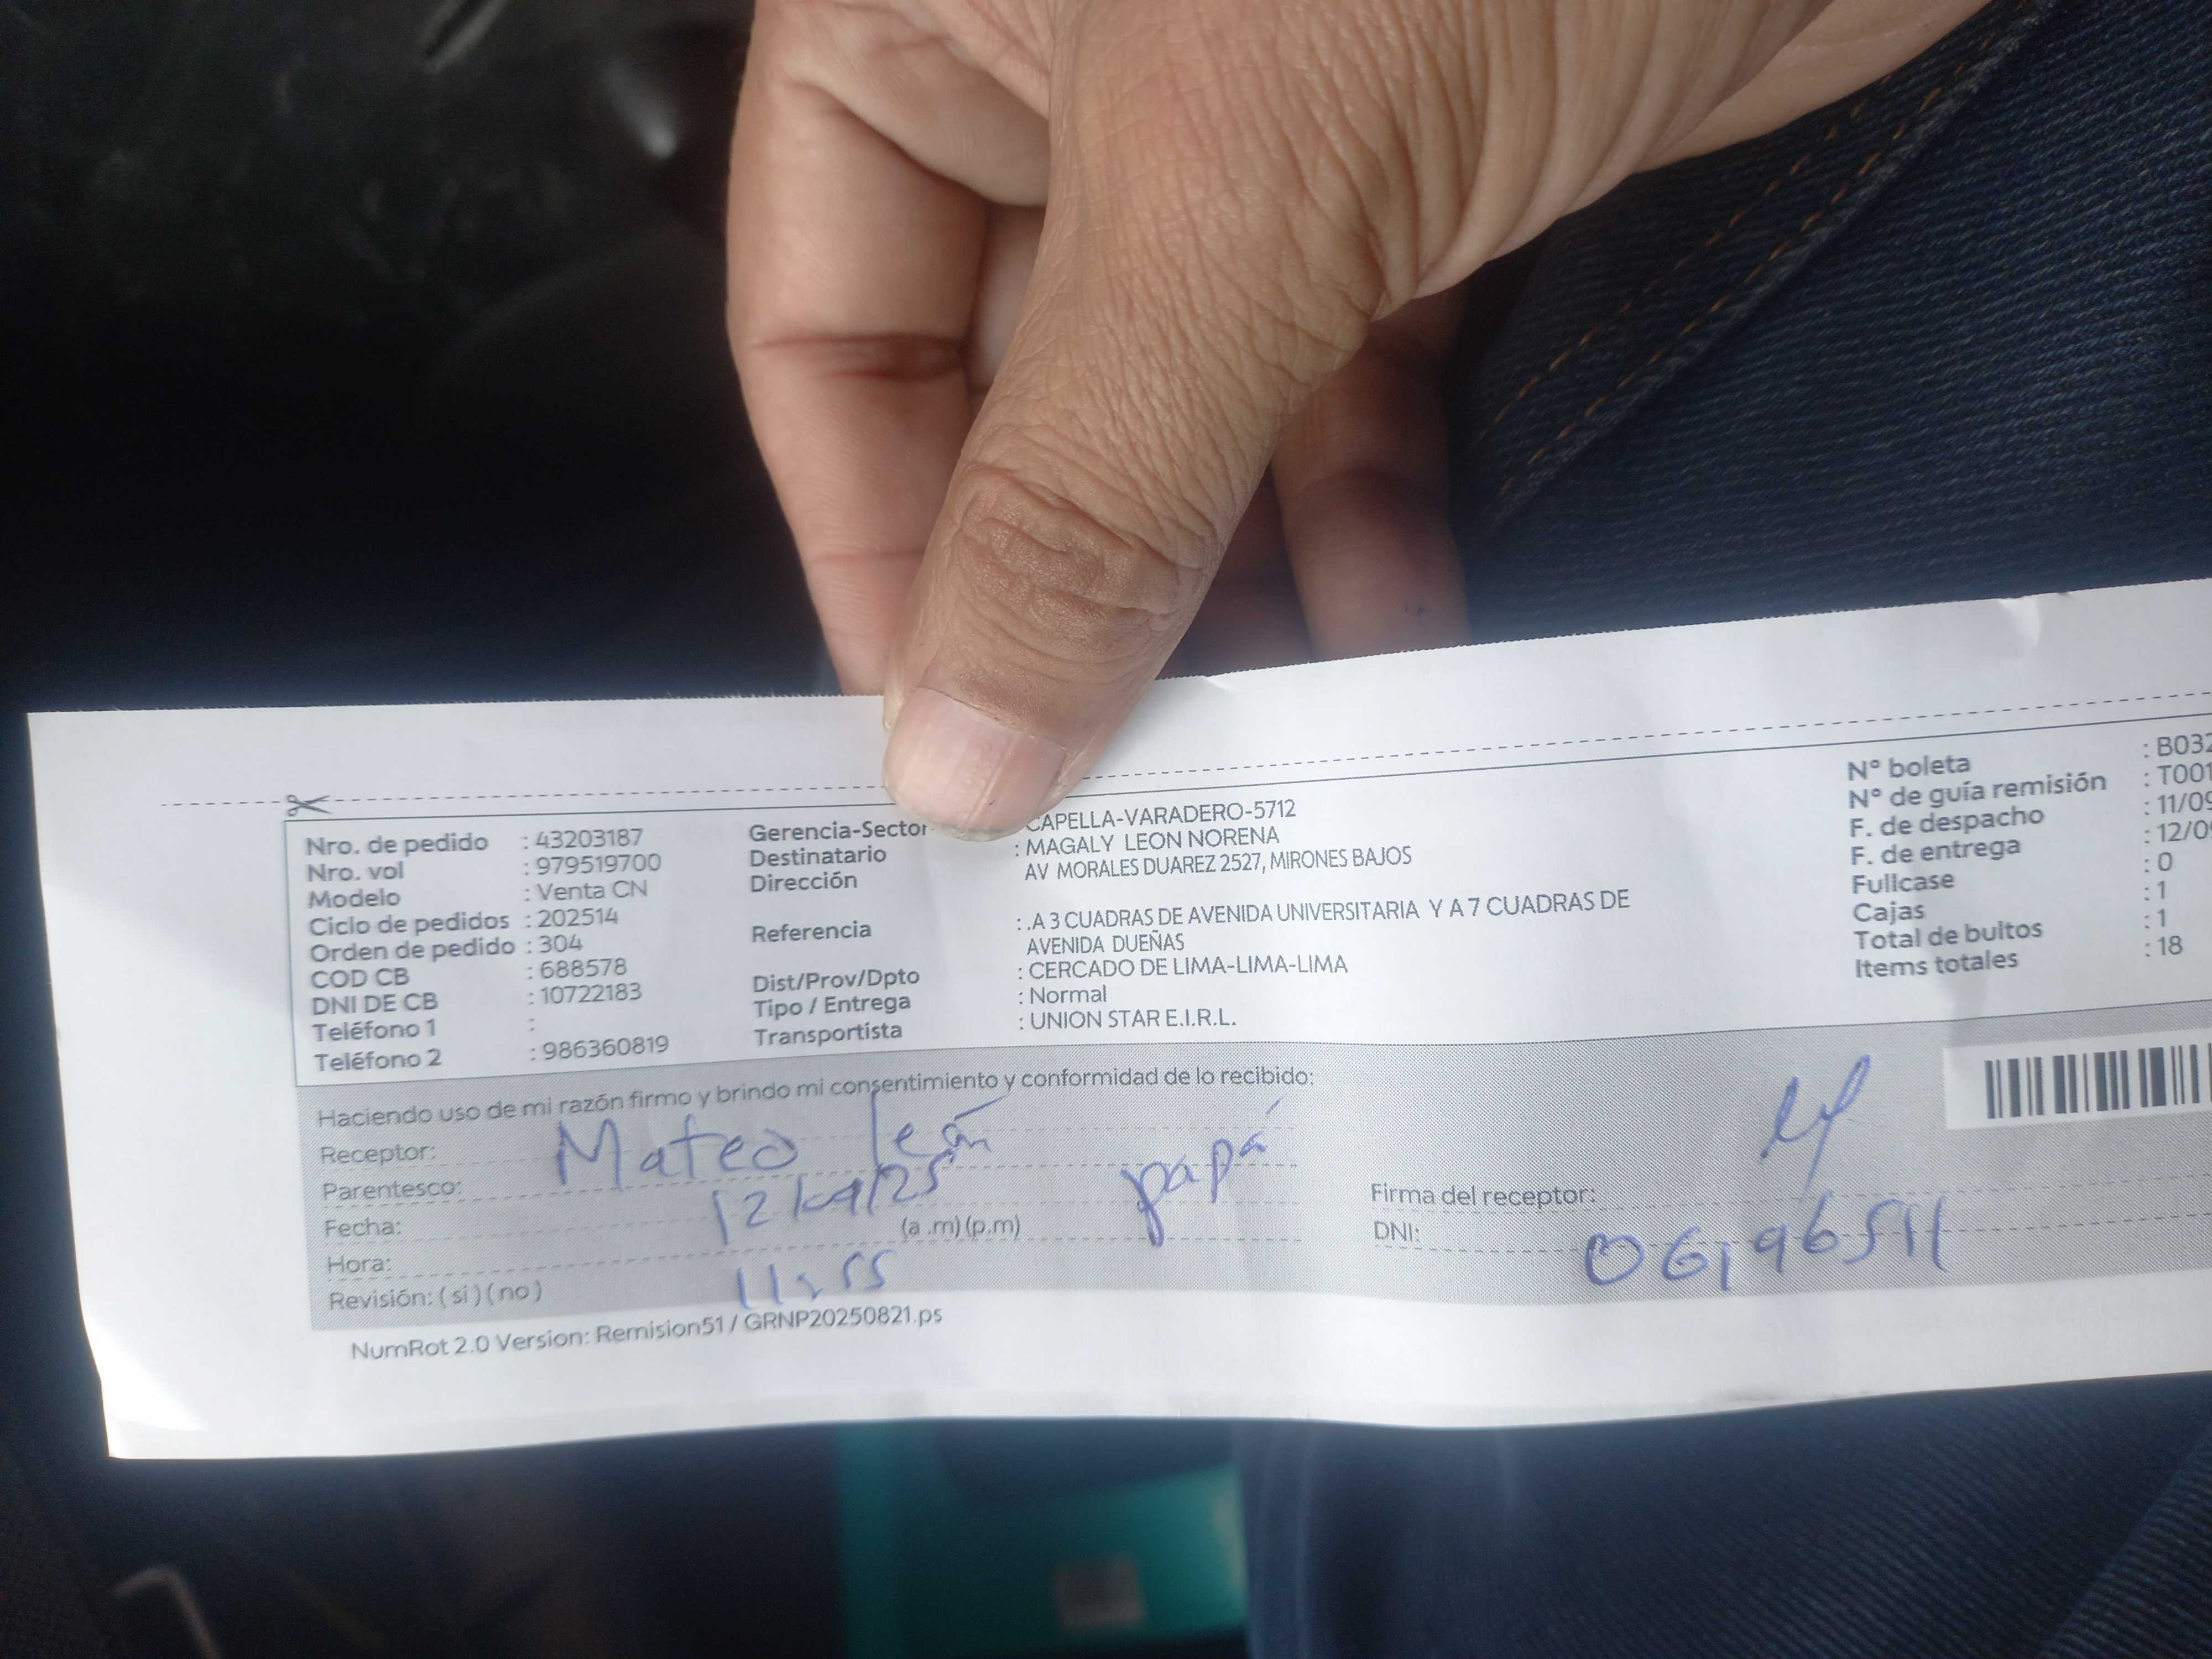 Nro. de pedido : 43203187
Nro. vol : 979519700
Modelo : Venta CN
Ciclo de pedidos : 202514
Orden de pedido : 304
COD CB : 688578
DNI DE CB : 10722183
Teléfono 1 :
Teléfono 2 : 986360819
Gerencia-Sector CAPELLA-VARADERO-5712
Destinatario : MAGALY LEON NORENA
Dirección AV MORALES DUAREZ 2527, MIRONES BAJOS
Referencia : .A 3 CUADRAS DE AVENIDA UNIVERSITARIA Y A 7 CUADRAS DE
AVENIDA DUEÑAS
Dist/Prov/Dpto : CERCADO DE LIMA-LIMA-LIMA
Tipo / Entrega : Normal
Transportista : UNION STAR E.I.R.L.
N° boleta : B032
N° de guía remisión : T001
F. de despacho : 11/09
F. de entrega : 12/0
Fullcase : 0
Cajas : 1
Total de bultos : 1
Items totales : 18
Haciendo uso de mi razón firmo y brindo mi consentimiento y conformidad de lo recibido:
Receptor: Mateo León
Parentesco: papá
Fecha: 12/09/25 (a .m) (p.m)
Hora: 11:55
Revisión: ( si ) ( no )
Firma del receptor:
DNI: 06196511
NumRot 2.0 Version: Remision51 / GRNP20250821.ps